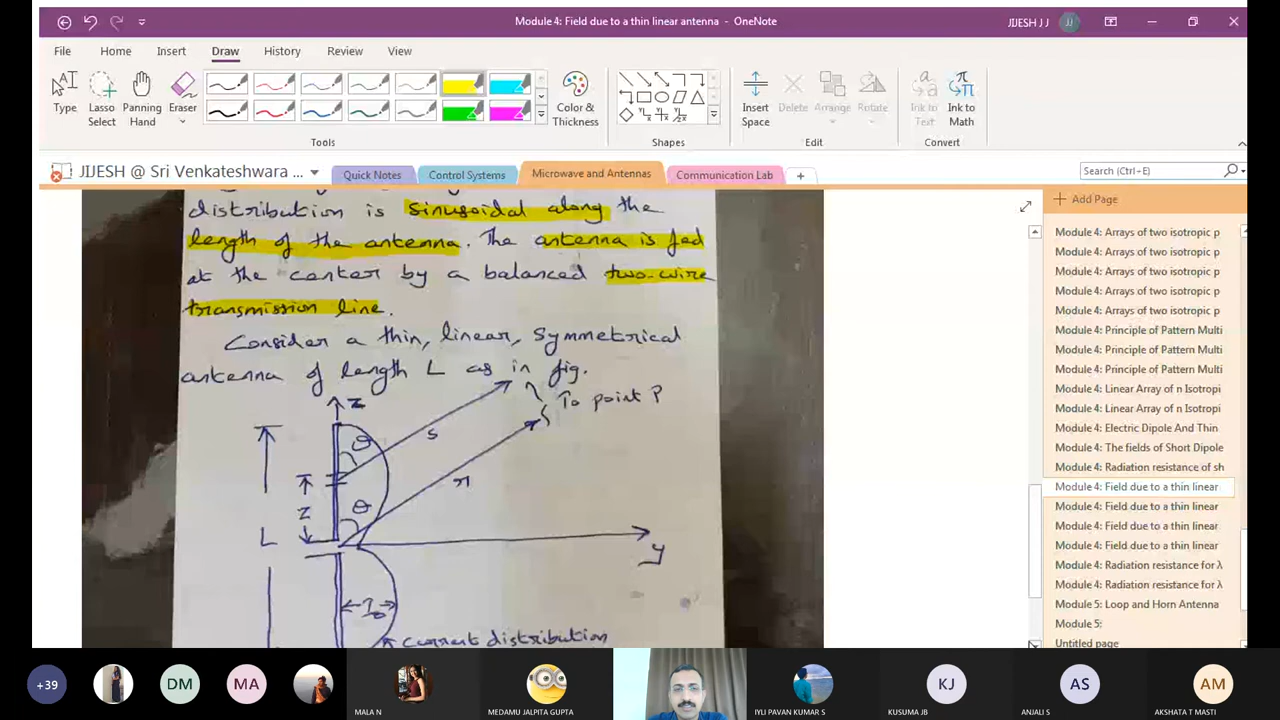 Module 4: Field due to a thin linear antenna - OneNote
JIJESH J J
JJ
File Home Insert Draw History Review View
Type
Lasso Select
Panning Hand
Eraser
Color & Thickness
Insert Space
Delete
Arrange
Rotate
Ink to Text
Ink to Math
Tools
Shapes
Edit
Convert
JIJESH @ Sri Venkateshwara ...
Quick Notes
Control Systems
Microwave and Antennas
Communication Lab
Search (Ctrl+E)
distribution is sinusoidal along the
length of the antenna. The antenna is fed
at the center by a balanced two-wire
transmission line.
Consider a thin, linear, symmetrical
antenna of length L as in fig.
z
To point P
θ
s
r
z
θ
L
y
I₀
current distribution
Add Page
Module 4: Arrays of two isotropic p
Module 4: Arrays of two isotropic p
Module 4: Arrays of two isotropic p
Module 4: Arrays of two isotropic p
Module 4: Arrays of two isotropic p
Module 4: Principle of Pattern Multi
Module 4: Principle of Pattern Multi
Module 4: Principle of Pattern Multi
Module 4: Linear Array of n Isotropi
Module 4: Linear Array of n Isotropi
Module 4: Electric Dipole And Thin
Module 4: The fields of Short Dipole
Module 4: Radiation resistance of sh
Module 4: Field due to a thin linear
Module 4: Field due to a thin linear
Module 4: Field due to a thin linear
Module 4: Field due to a thin linear
Module 4: Radiation resistance for λ
Module 4: Radiation resistance for λ
Module 5: Loop and Horn Antenna
Module 5:
Untitled page
+39
DM
MA
MALA N
MEDAMU JALPITA GUPTA
IYLI PAVAN KUMAR S
KJ
KUSUMA JB
AS
ANJALI S
AM
AKSHATA T MASTI